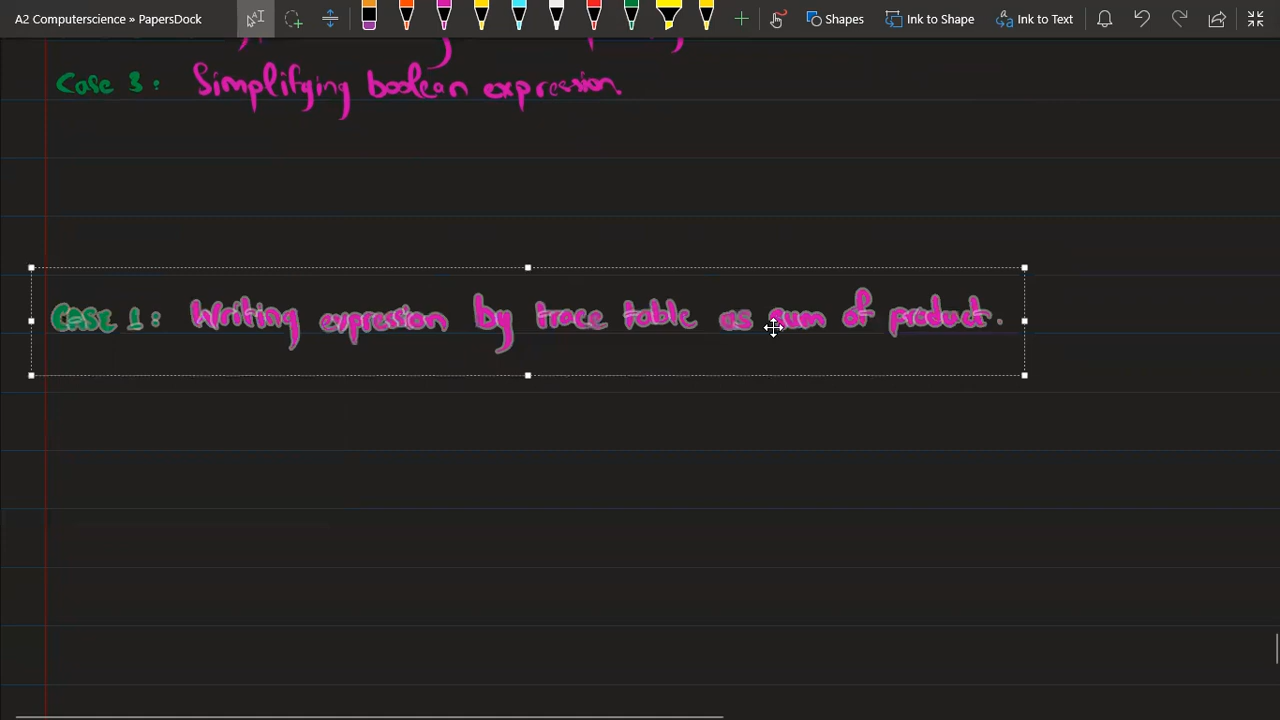 A2 Computerscience » PapersDock
Shapes
Ink to Shape
Ink to Text
Case 3: Simplifying boolean expression.
Case 1: Writing expression by trace table as sum of product.